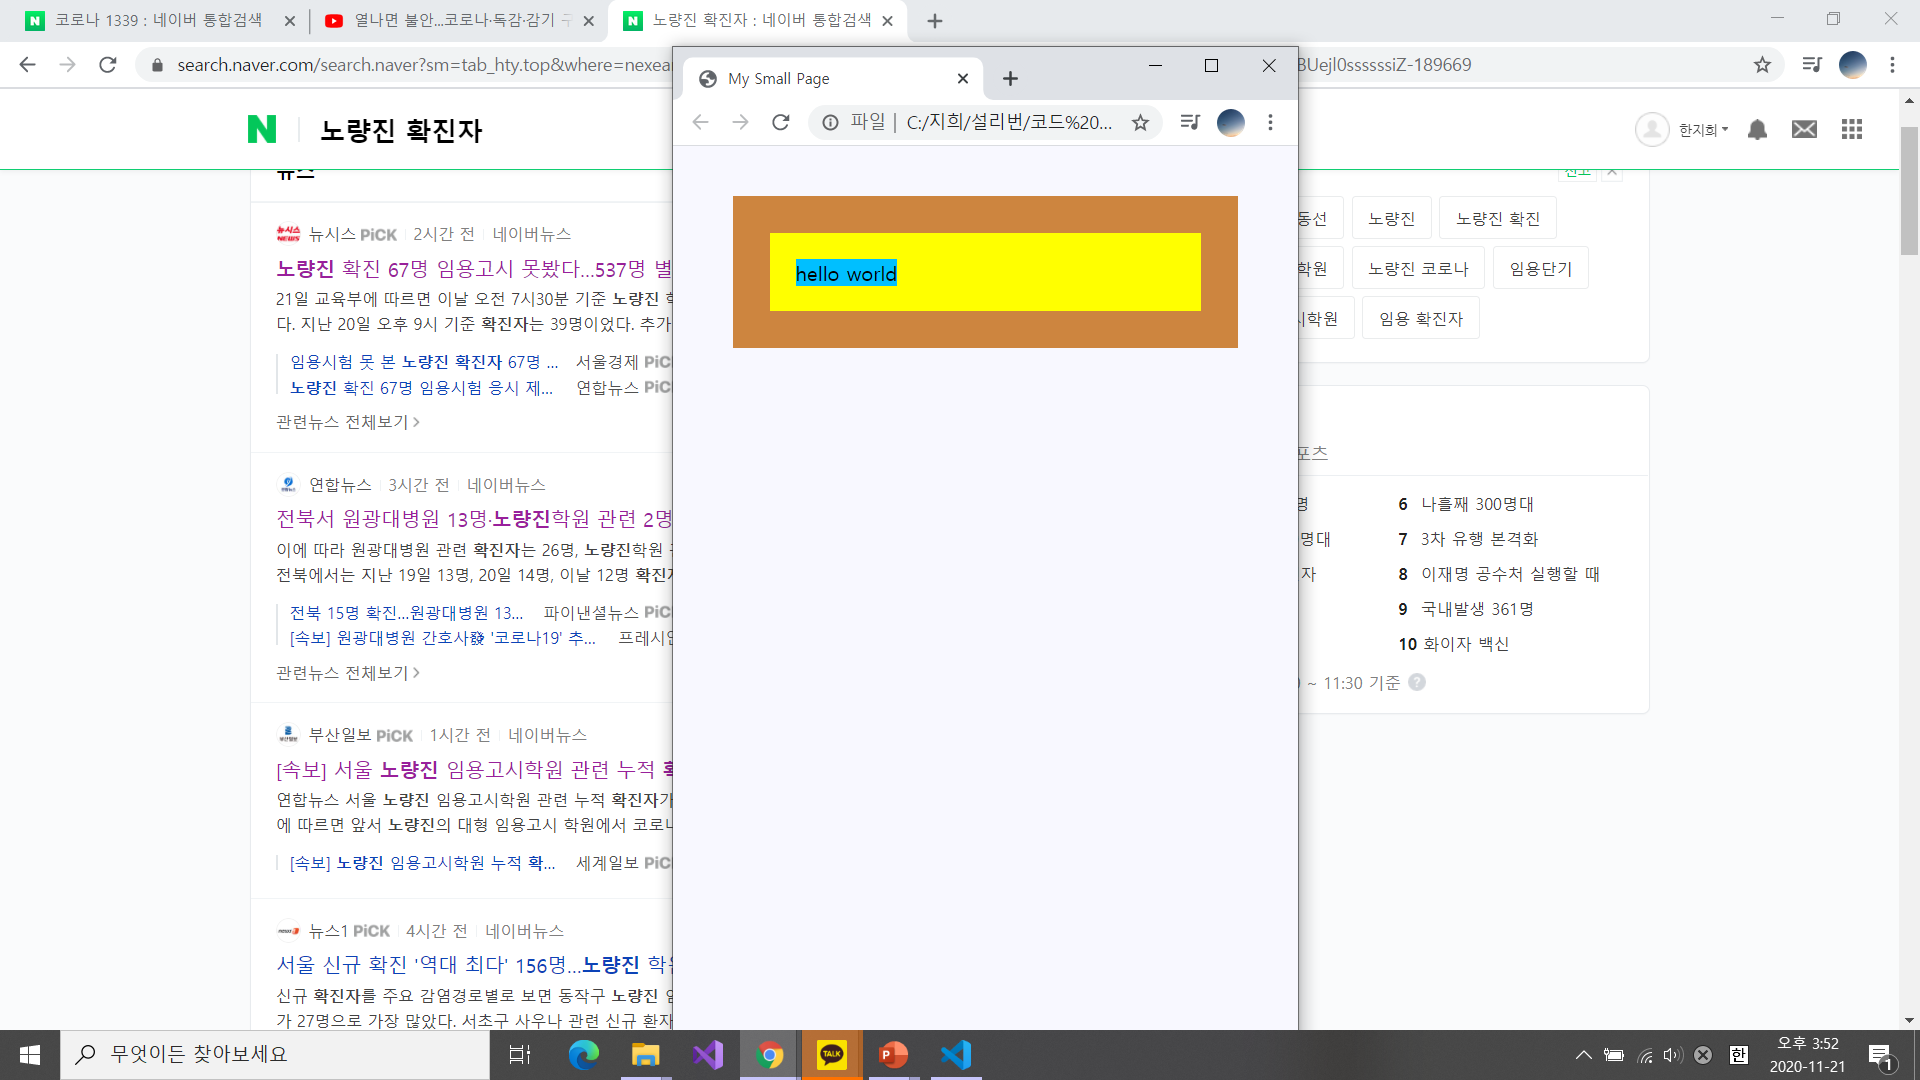 코로나 1339 : 네이버 통합검색
열나면 불안...코로나·독감·감기
노량진 확진자 : 네이버 통합검색
search.naver.com/search.naver?sm=tab_hty.top&where=nexear
BUejl0ssssssiZ-189669
N
노량진 확진자
한지희
My Small Page
파일 | C:/지희/설리번/코드%20...
hello world
뉴스
뉴시스 PiCK 2시간 전 네이버뉴스
노량진 확진 67명 임용고시 못봤다...537명 별
21일 교육부에 따르면 이날 오전 7시30분 기준 노량진
다. 지난 20일 오후 9시 기준 확진자는 39명이었다. 추가
임용시험 못 본 노량진 확진자 67명 ... 서울경제 PiCK
노량진 확진 67명 임용시험 응시 제... 연합뉴스 PiCK
관련뉴스 전체보기
연합뉴스 3시간 전 네이버뉴스
전북서 원광대병원 13명·노량진학원 관련 2명
이에 따라 원광대병원 관련 확진자는 26명, 노량진학원
전북에서는 지난 19일 13명, 20일 14명, 이날 12명 확진자
전북 15명 확진...원광대병원 13... 파이낸셜뉴스 PiCK
[속보] 원광대병원 간호사發 '코로나19' 추... 프레시안
관련뉴스 전체보기
부산일보 PiCK 1시간 전 네이버뉴스
[속보] 서울 노량진 임용고시학원 관련 누적
연합뉴스 서울 노량진 임용고시학원 관련 누적 확진자가
에 따르면 앞서 노량진의 대형 임용고시 학원에서 코로나
[속보] 노량진 임용고시학원 누적 확... 세계일보 PiCK
뉴스1 PiCK 4시간 전 네이버뉴스
서울 신규 확진 '역대 최다' 156명...노량진 학원
신규 확진자를 주요 감염경로별로 보면 동작구 노량진
가 27명으로 가장 많았다. 서초구 사우나 관련 신규 환자
신고
동선 노량진 노량진 확진
학원 노량진 코로나 임용단기
시학원 임용 확진자
포츠
명 6 나흘째 300명대
명대 7 3차 유행 본격화
자 8 이재명 공수처 실행할 때
9 국내발생 361명
10 화이자 백신
~ 11:30 기준
무엇이든 찾아보세요
TALK
한
오후 3:52
2020-11-21
1